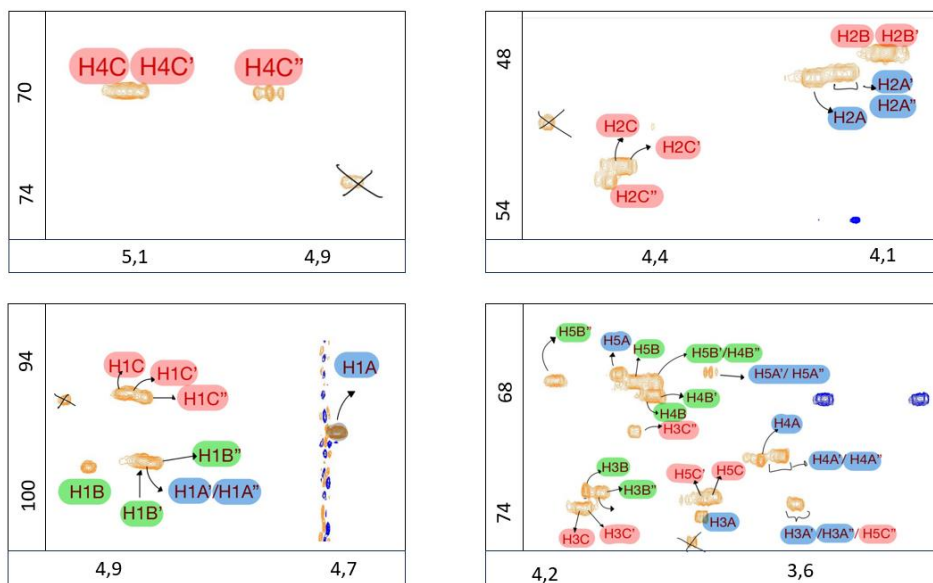 H4C H4C' H4C"
70
74
5,1 4,9
H2B H2B'
48
H2A'
H2A
H2A"
H2C
H2C'
H2C"
54
4,4 4,1
94
H1A
H1C H1C'
H1C"
H1B"
H1B H1A'/H1A"
H1B'
100
4,9 4,7
H5B" H5A H5B H5B'/H4B"
H5A'/ H5A"
68
H4B'
H4B
H3C" H4A
H4A'/ H4A"
H3B H5C' H5C
H3B"
74
H3A
H3C H3C' H3A' /H3A"/ H5C"
4,2 3,6